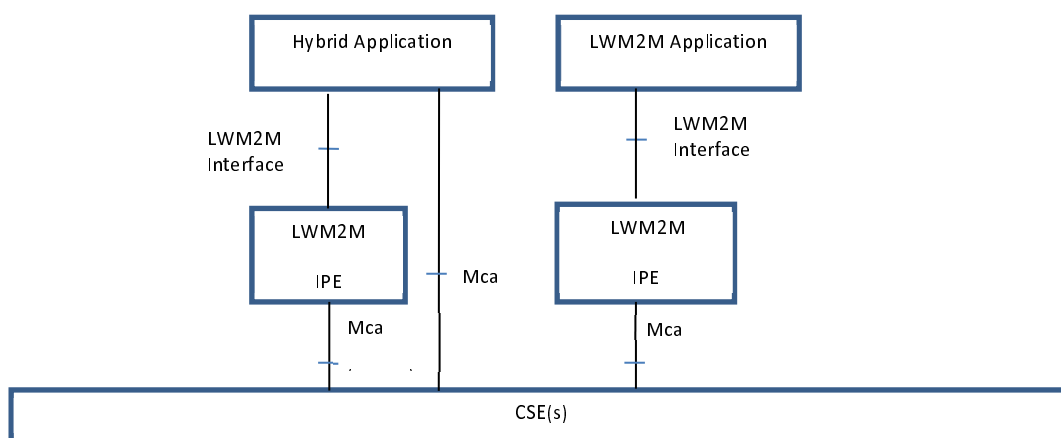 Hybrid Application
LWM2M Application
LWM2M
Interface
LWM2M
Interface
LWM2M
IPE
LWM2M
IPE
Mca
Mca
Mca
CSE(s)